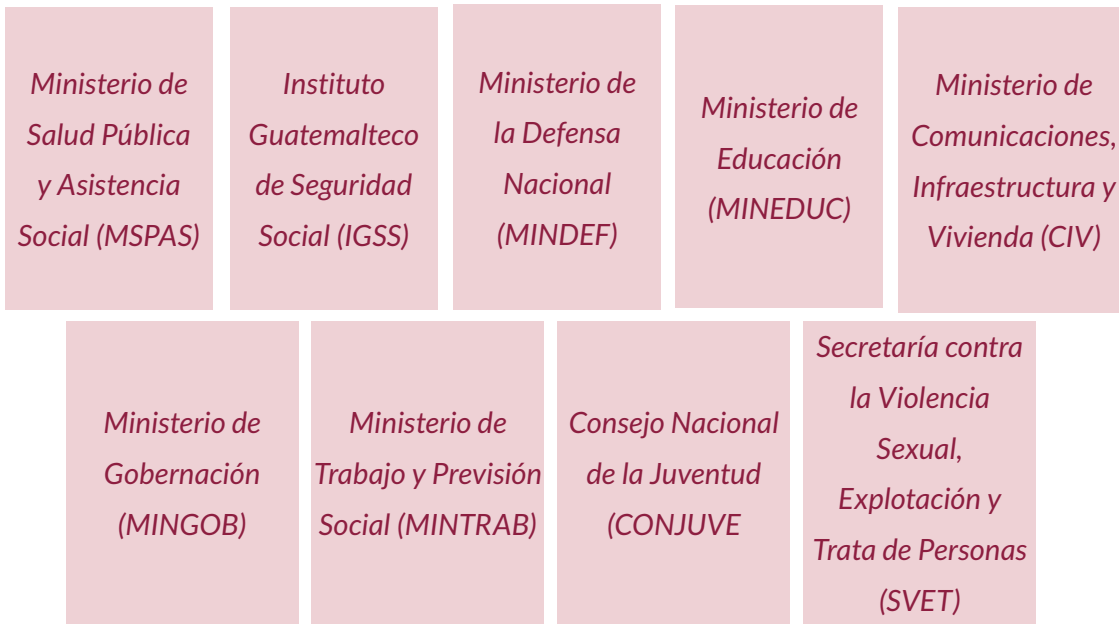 Ministerio de
Salud Pública
y Asistencia
Social (MSPAS)
Instituto
Guatemalteco
de Seguridad
Social (IGSS)
Ministerio de
la Defensa
Nacional
(MINDEF)
Ministerio de
Educación
(MINEDUC)
Ministerio de
Comunicaciones,
Infraestructura y
Vivienda (CIV)
Ministerio de
Gobernación
(MINGOB)
Ministerio de
Trabajo y Previsión
Social (MINTRAB)
Consejo Nacional
de la Juventud
(CONJUVE
Secretaría contra
la Violencia
Sexual,
Explotación y
Trata de Personas
(SVET)